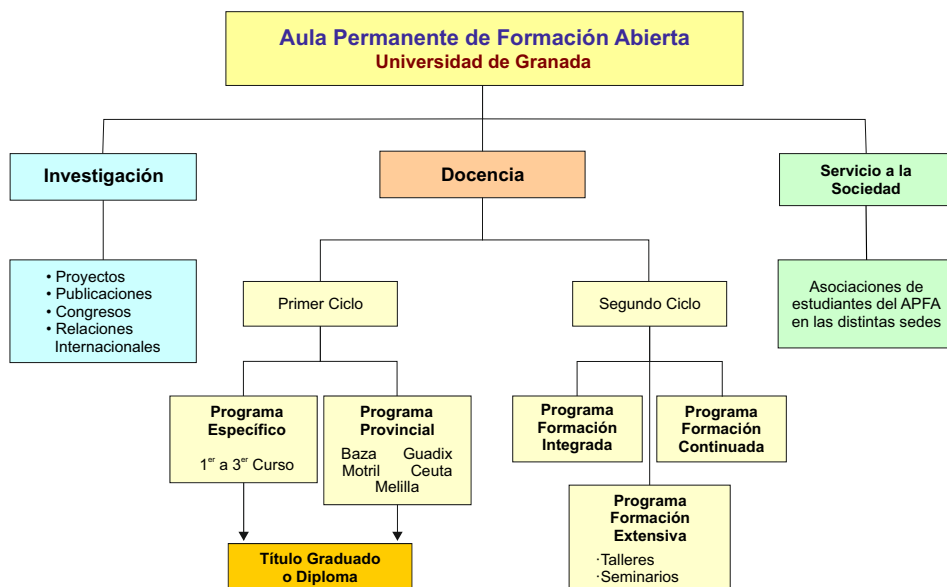 Aula Permanente de Formación Abierta
Universidad de Granada
Investigación
Docencia
Servicio a la
Sociedad
• Proyectos
• Publicaciones
• Congresos
• Relaciones
Internacionales
Primer Ciclo
Segundo Ciclo
Asociaciones de
estudiantes del APFA
en las distintas sedes
Programa
Específico
1er a 3er Curso
Programa
Provincial
Baza Guadix
Motril Ceuta
Melilla
Programa
Formación
Integrada
Programa
Formación
Continuada
Programa
Formación
Extensiva
·Talleres
·Seminarios
Título Graduado
o Diploma